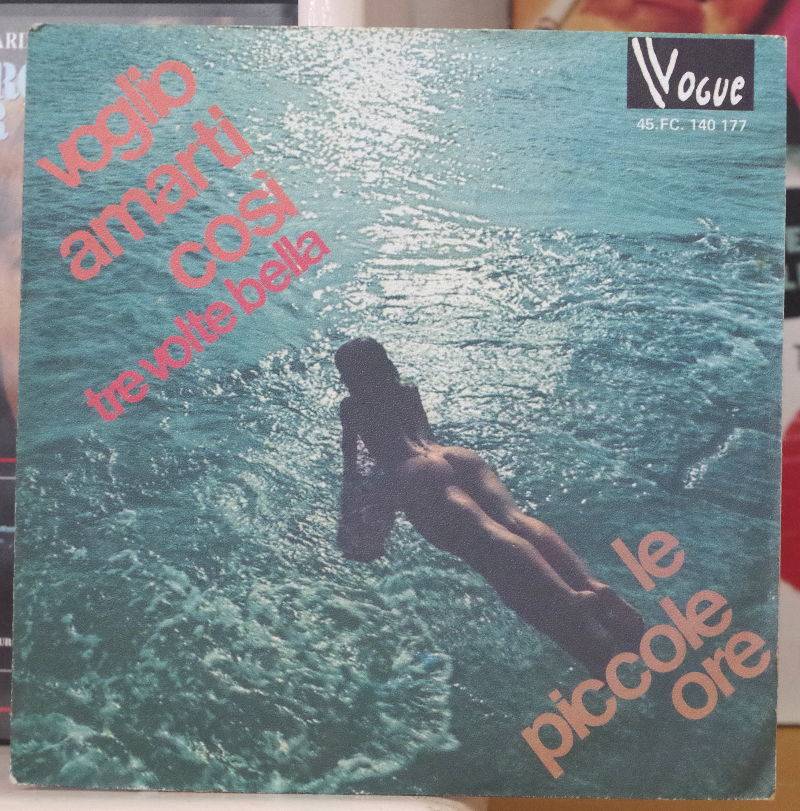 voglio
amarti
così
tre volte bella
Vogue
45.FC. 140 177
le
piccole
ore